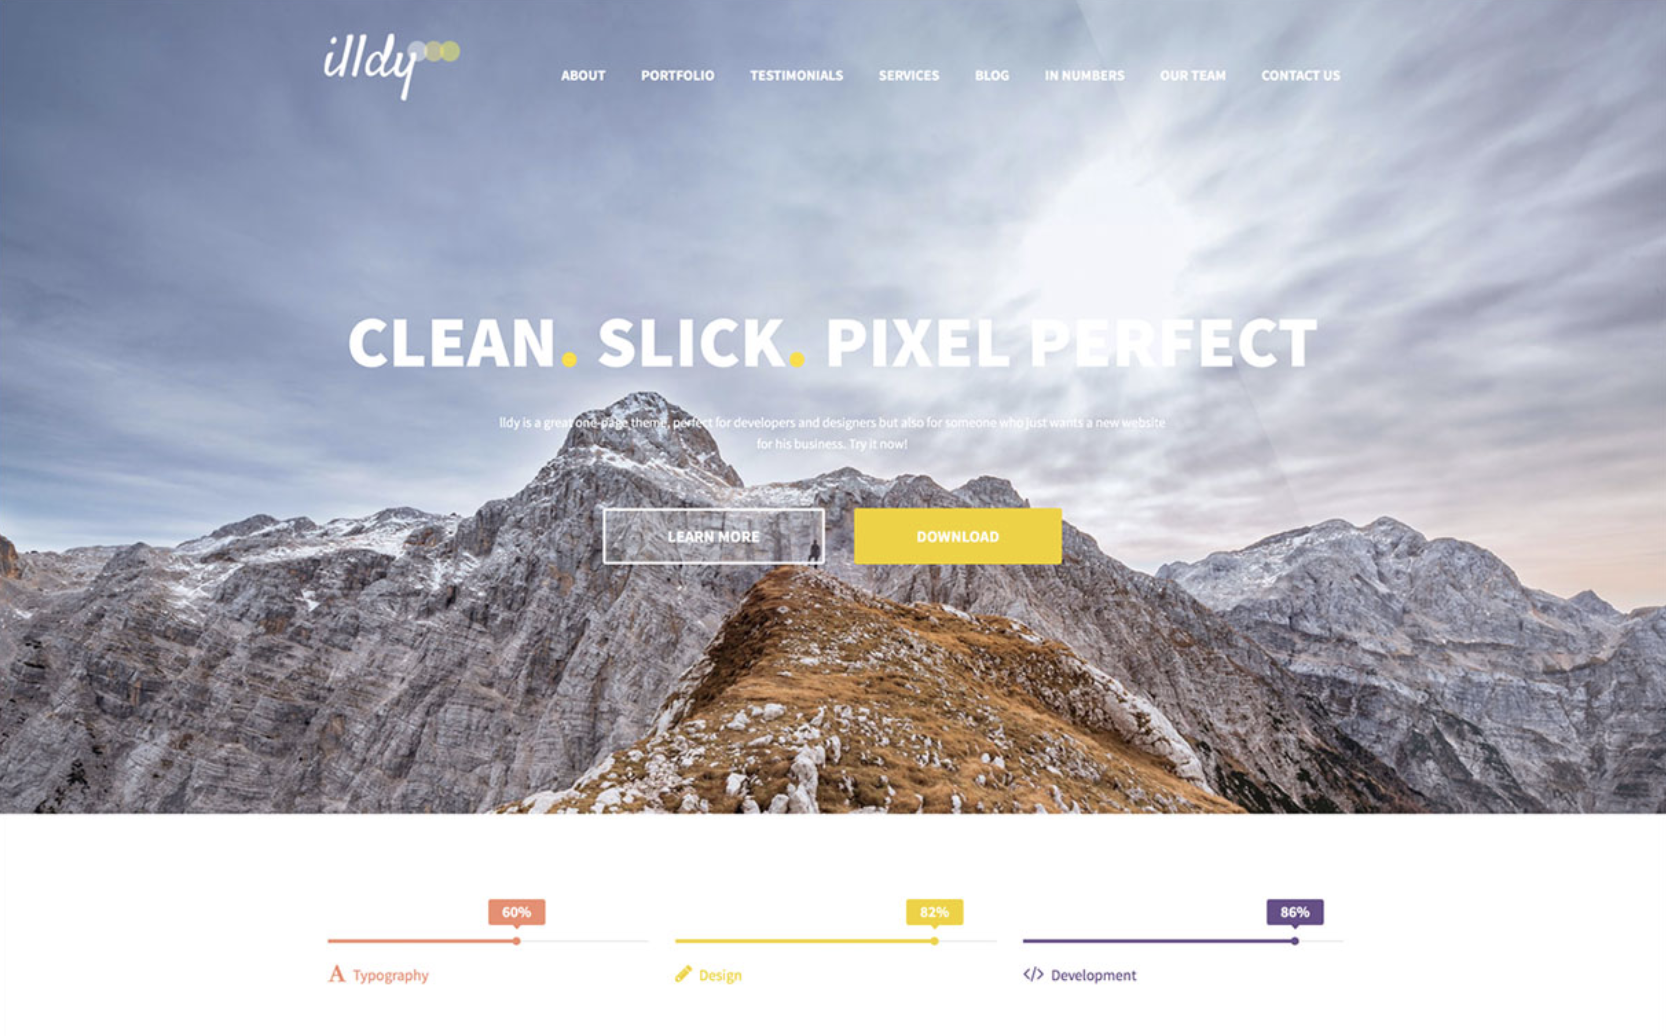 illdy
ABOUT PORTFOLIO TESTIMONIALS SERVICES BLOG IN NUMBERS OUR TEAM CONTACT US
CLEAN. SLICK. PIXEL PERFECT
lldy is a great one-page theme, perfect for developers and designers but also for someone who just wants a new website
for his business. Try it now!
LEARN MORE DOWNLOAD
60% 82% 86%
A Typography Design </> Development